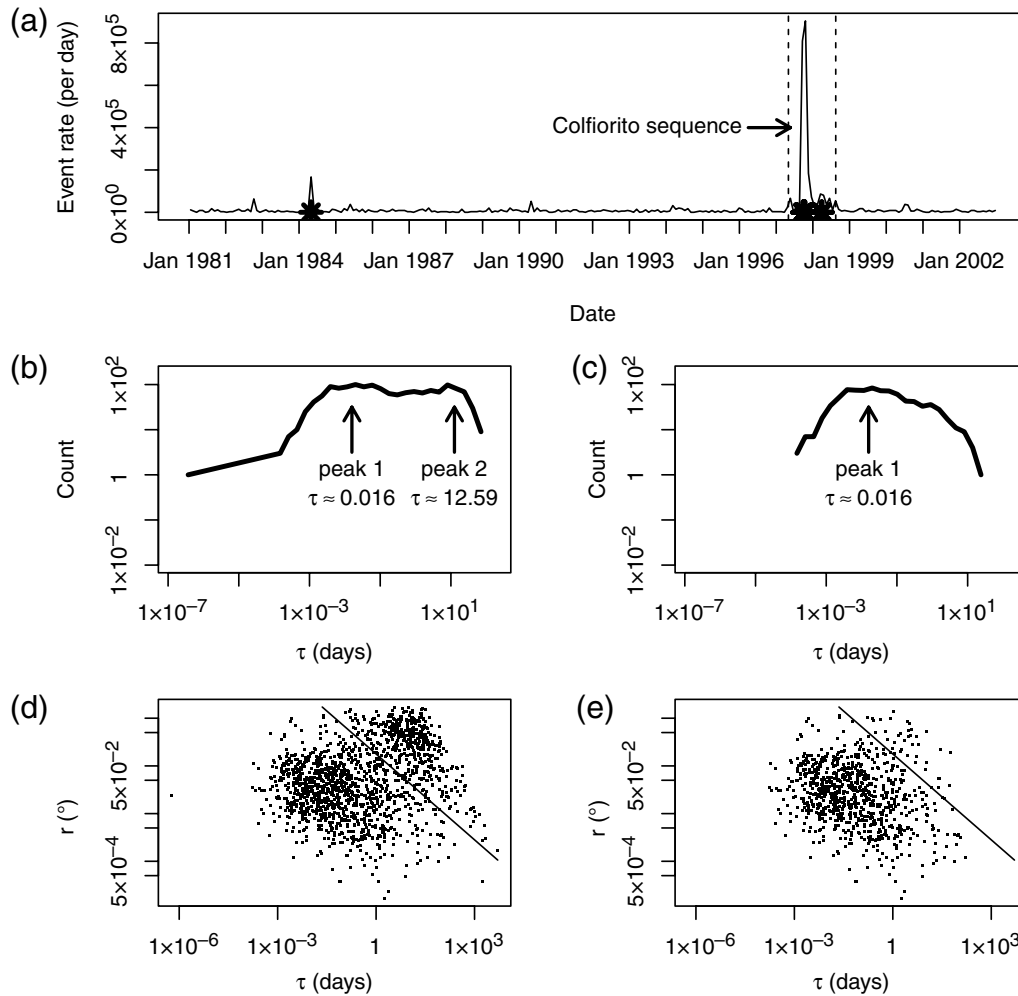 (a)
Event rate (per day)
8×10⁵
4×10⁵
0×10⁰
Colfiorito sequence
Jan 1981 Jan 1984 Jan 1987 Jan 1990 Jan 1993 Jan 1996 Jan 1999 Jan 2002
Date
(b)
Count
1×10²
1
1×10⁻²
peak 1
τ ≈ 0.016
peak 2
τ ≈ 12.59
1×10⁻⁷ 1×10⁻³ 1×10¹
τ (days)
(c)
Count
1×10²
1
1×10⁻²
peak 1
τ ≈ 0.016
1×10⁻⁷ 1×10⁻³ 1×10¹
τ (days)
(d)
r (°)
5×10⁻²
5×10⁻⁴
1×10⁻⁶ 1×10⁻³ 1 1×10³
τ (days)
(e)
r (°)
5×10⁻²
5×10⁻⁴
1×10⁻⁶ 1×10⁻³ 1 1×10³
τ (days)